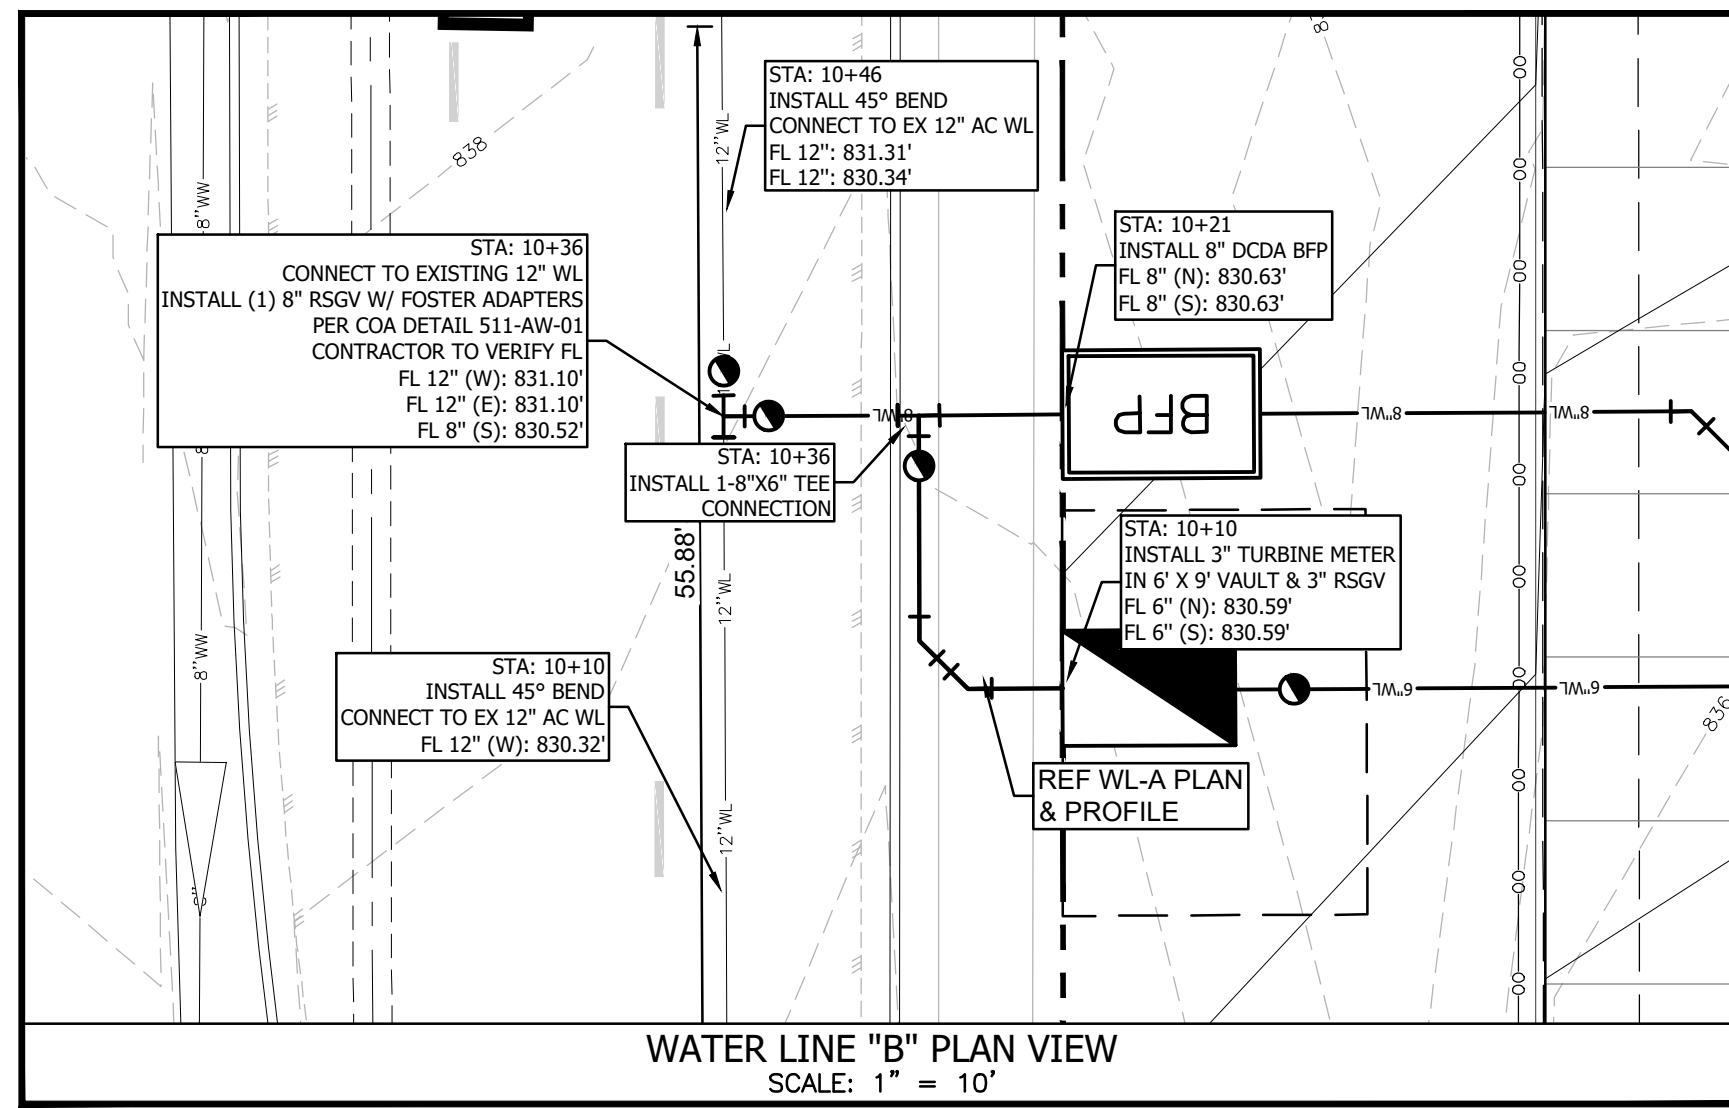 STA: 10+46
INSTALL 45° BEND
CONNECT TO EX 12" AC WL
FL 12": 831.31'
FL 12": 830.34'
838
12"WL
8"WW
STA: 10+36
CONNECT TO EXISTING 12" WL
INSTALL (1) 8" RSGV W/ FOSTER ADAPTERS
PER COA DETAIL 511-AW-01
CONTRACTOR TO VERIFY FL
FL 12" (W): 831.10'
FL 12" (E): 831.10'
FL 8" (S): 830.52'
STA: 10+21
INSTALL 8" DCDA BFP
FL 8" (N): 830.63'
FL 8" (S): 830.63'
8"WL
BFP
8"WL
8"WL
STA: 10+36
INSTALL 1-8"X6" TEE
CONNECTION
55.88'
12"WL
STA: 10+10
INSTALL 3" TURBINE METER
IN 6' X 9' VAULT & 3" RSGV
FL 6" (N): 830.59'
FL 6" (S): 830.59'
8"WW
STA: 10+10
INSTALL 45° BEND
CONNECT TO EX 12" AC WL
FL 12" (W): 830.32'
6"WL
6"WL
836
12"WL
REF WL-A PLAN
& PROFILE
WATER LINE "B" PLAN VIEW
SCALE: 1" = 10'